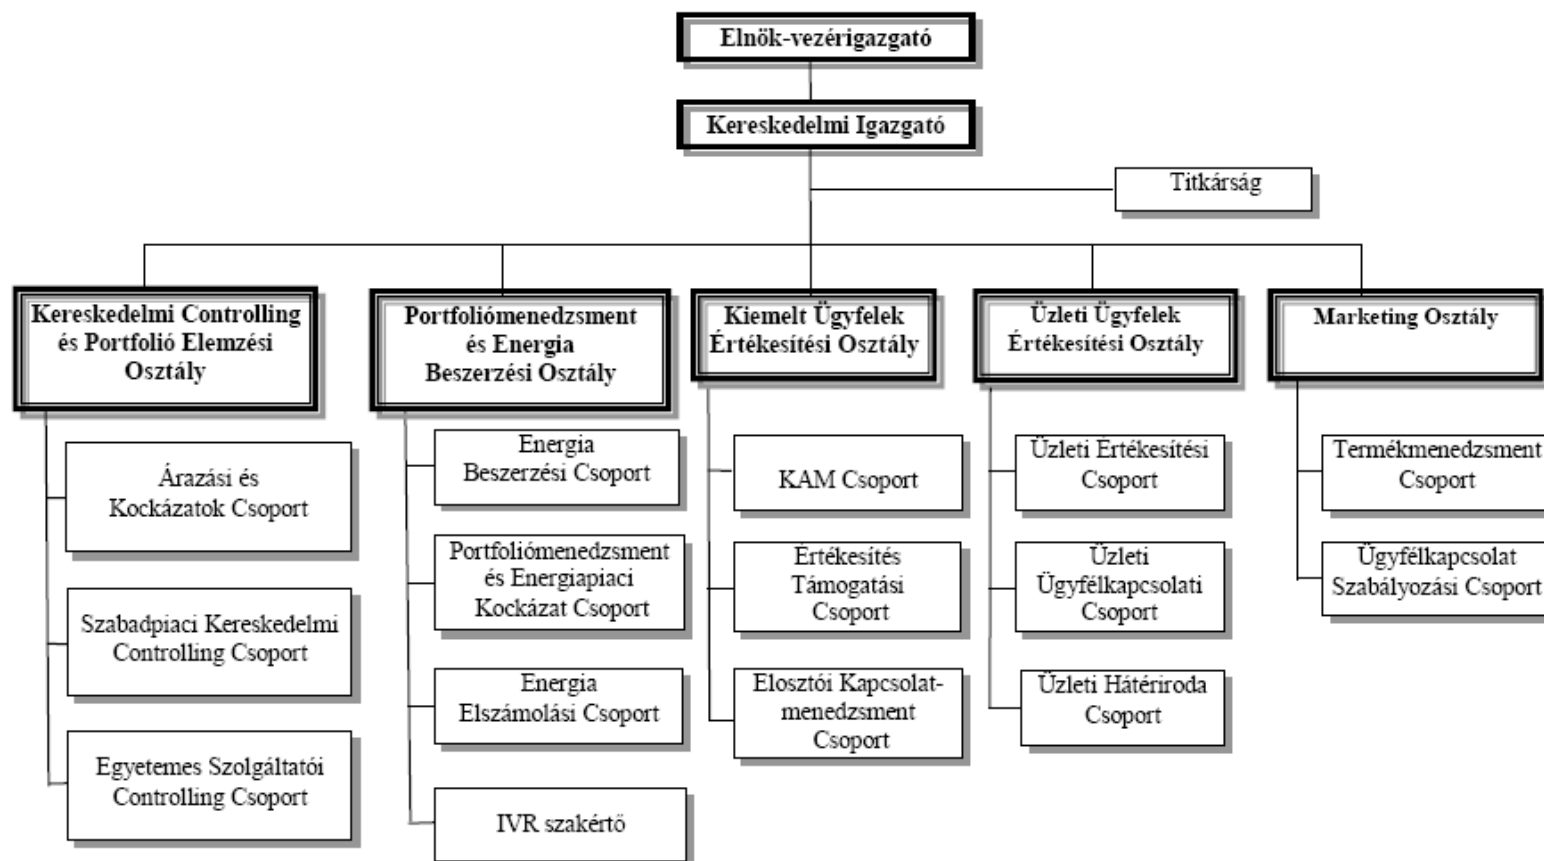 Elnök-vezérigazgató
Kereskedelmi Igazgató
Titkárság
Kereskedelmi Controlling
és Portfolió Elemzési
Osztály
Portfoliómenedzsment
és Energia
Beszerzési Osztály
Kiemelt Ügyfelek
Értékesítési Osztály
Üzleti Ügyfelek
Értékesítési Osztály
Marketing Osztály
Árazási és
Kockázatok Csoport
Szabadpiaci Kereskedelmi
Controlling Csoport
Egyetemes Szolgáltatói
Controlling Csoport
Energia
Beszerzési Csoport
Portfoliómenedzsment
és Energiapiaci
Kockázat Csoport
Energia
Elszámolási Csoport
IVR szakértő
KAM Csoport
Értékesítés
Támogatási
Csoport
Elosztói Kapcsolat-
menedzsment
Csoport
Üzleti Értékesítési
Csoport
Üzleti
Ügyfélkapcsolati
Csoport
Üzleti Hátériroda
Csoport
Termékmenedzsment
Csoport
Ügyfélkapcsolat
Szabályozási Csoport